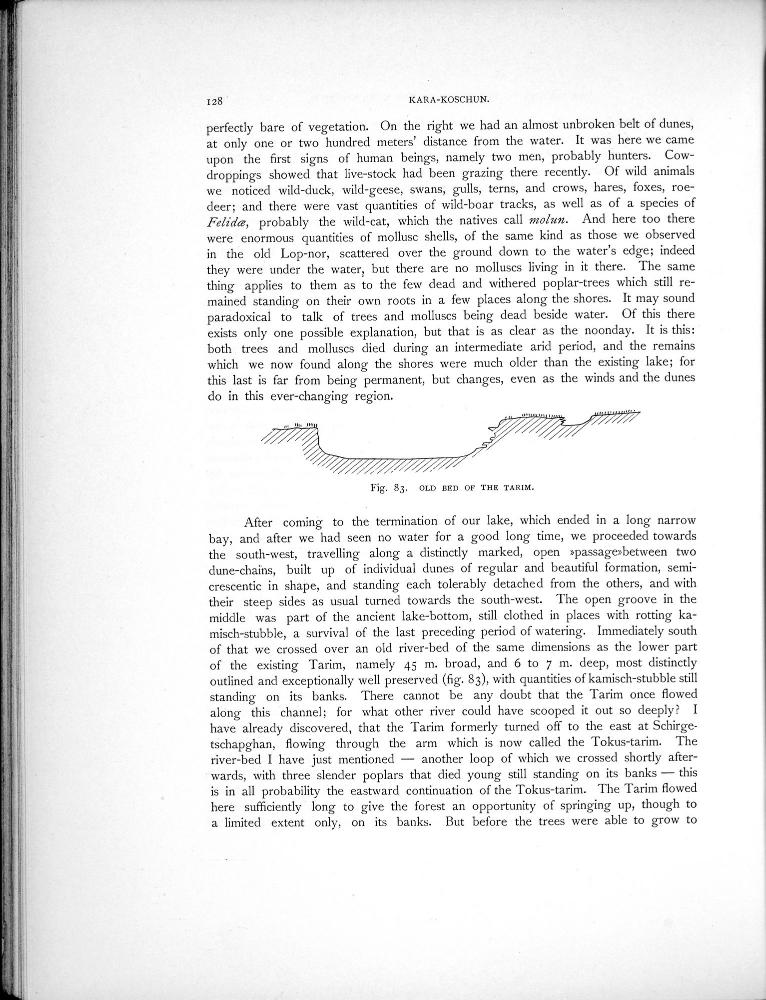 128
KARA-KOSCHUN.
perfectly bare of vegetation. On the right we had an almost unbroken belt of dunes,
at only one or two hundred meters' distance from the water. It was here we came
upon the first signs of human beings, namely two men, probably hunters. Cow-
droppings showed that live-stock had been grazing there recently. Of wild animals
we noticed wild-duck, wild-geese, swans, gulls, terns, and crows, hares, foxes, roe-
deer; and there were vast quantities of wild-boar tracks, as well as of a species of
Felidæ, probably the wild-cat, which the natives call molun. And here too there
were enormous quantities of mollusc shells, of the same kind as those we observed
in the old Lop-nor, scattered over the ground down to the water's edge; indeed
they were under the water, but there are no molluscs living in it there. The same
thing applies to them as to the few dead and withered poplar-trees which still re-
mained standing on their own roots in a few places along the shores. It may sound
paradoxical to talk of trees and molluscs being dead beside water. Of this there
exists only one possible explanation, but that is as clear as the noonday. It is this:
both trees and molluscs died during an intermediate arid period, and the remains
which we now found along the shores were much older than the existing lake; for
this last is far from being permanent, but changes, even as the winds and the dunes
do in this ever-changing region.
Fig. 83. OLD BED OF THE TARIM.
After coming to the termination of our lake, which ended in a long narrow
bay, and after we had seen no water for a good long time, we proceeded towards
the south-west, travelling along a distinctly marked, open »passage»between two
dune-chains, built up of individual dunes of regular and beautiful formation, semi-
crescentic in shape, and standing each tolerably detached from the others, and with
their steep sides as usual turned towards the south-west. The open groove in the
middle was part of the ancient lake-bottom, still clothed in places with rotting ka-
misch-stubble, a survival of the last preceding period of watering. Immediately south
of that we crossed over an old river-bed of the same dimensions as the lower part
of the existing Tarim, namely 45 m. broad, and 6 to 7 m. deep, most distinctly
outlined and exceptionally well preserved (fig. 83), with quantities of kamisch-stubble still
standing on its banks. There cannot be any doubt that the Tarim once flowed
along this channel; for what other river could have scooped it out so deeply? I
have already discovered, that the Tarim formerly turned off to the east at Schirge-
tschapghan, flowing through the arm which is now called the Tokus-tarim. The
river-bed I have just mentioned — another loop of which we crossed shortly after-
wards, with three slender poplars that died young still standing on its banks — this
is in all probability the eastward continuation of the Tokus-tarim. The Tarim flowed
here sufficiently long to give the forest an opportunity of springing up, though to
a limited extent only, on its banks. But before the trees were able to grow to